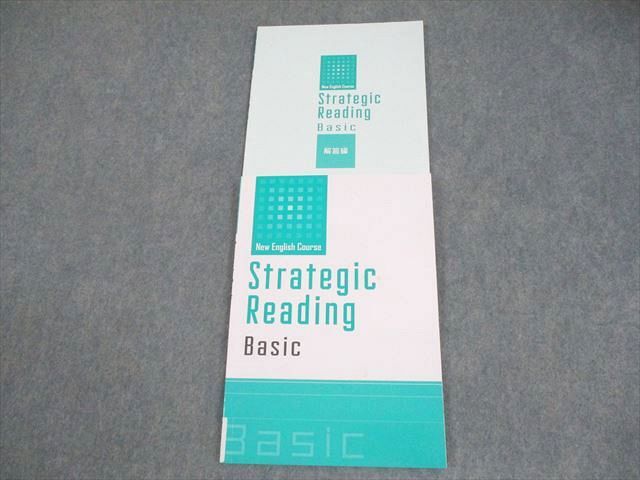 New English Course
Strategic
Reading
Basic
解答編
New English Course
Strategic
Reading
Basic
Basic